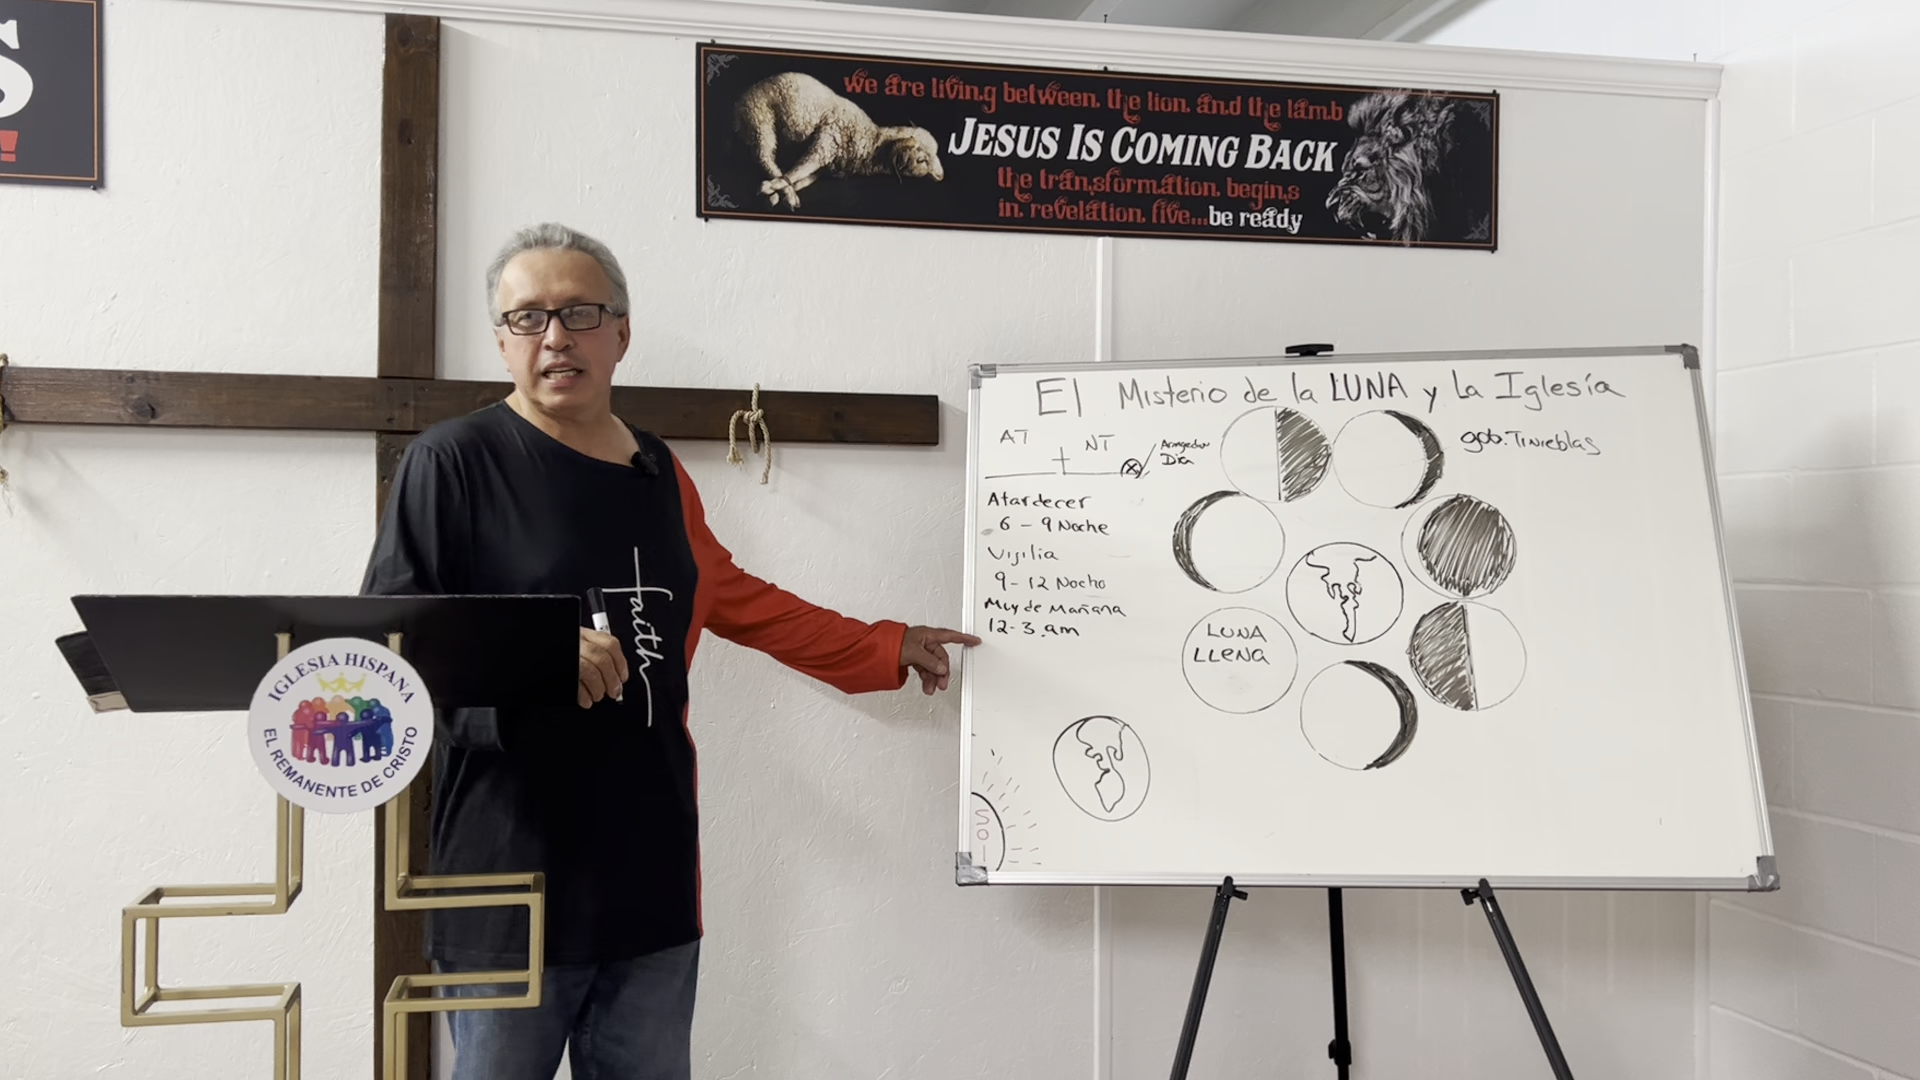 S
!
we are living between the lion and the lamb
JESUS IS COMING BACK
the transformation begins
in revelation five...be ready
faith
IGLESIA HISPANA
EL REMANENTE DE CRISTO
El Misterio de la LUNA y La Iglesía
AT
NT
Dia
gob. Tinieblas
Atardecer
6 - 9 Noche
Vigilia
9 - 12 Noche
Muy de Mañana
12-3 am
LUNA
LLENA
SOl